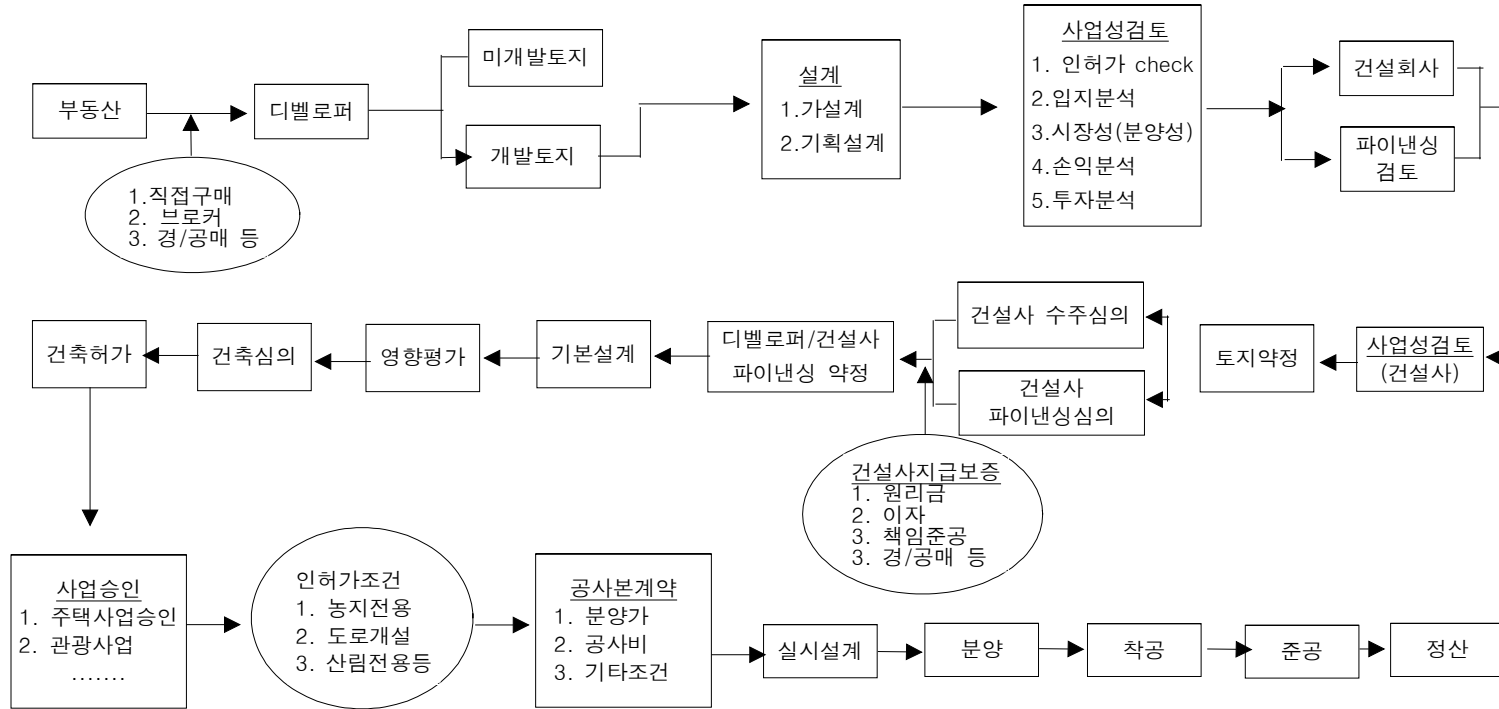 부동산
1.직접구매
2. 브로커
3. 경/공매 등
디벨로퍼
미개발토지
개발토지
설계
1.가설계
2.기획설계
사업성검토
1. 인허가 check
2.입지분석
3.시장성(분양성)
4.손익분석
5.투자분석
건설회사
파이낸싱
검토
사업성검토
(건설사)
토지약정
건설사 수주심의
건설사
파이낸싱심의
건설사지급보증
1. 원리금
2. 이자
3. 책임준공
3. 경/공매 등
디벨로퍼/건설사
파이낸싱 약정
기본설계
영향평가
건축심의
건축허가
사업승인
1. 주택사업승인
2. 관광사업
.......
인허가조건
1. 농지전용
2. 도로개설
3. 산림전용등
공사본계약
1. 분양가
2. 공사비
3. 기타조건
실시설계
분양
착공
준공
정산